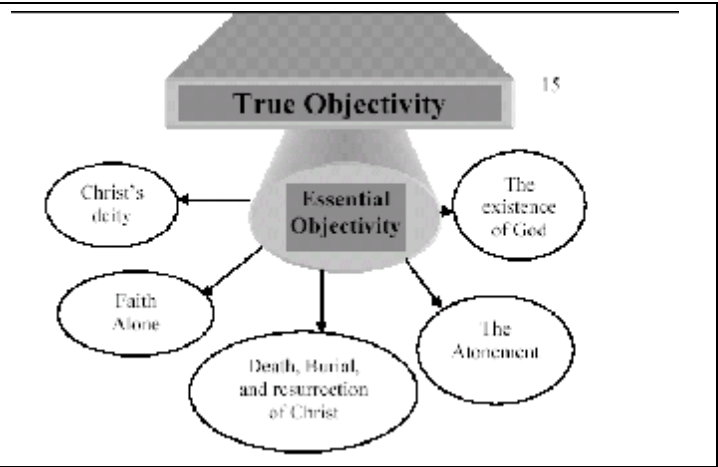 True Objectivity
15
Christ's
deity
Essential
Objectivity
The
existence
of God
Faith
Alone
The
Atonement
Death, Burial,
and resurrection
of Christ